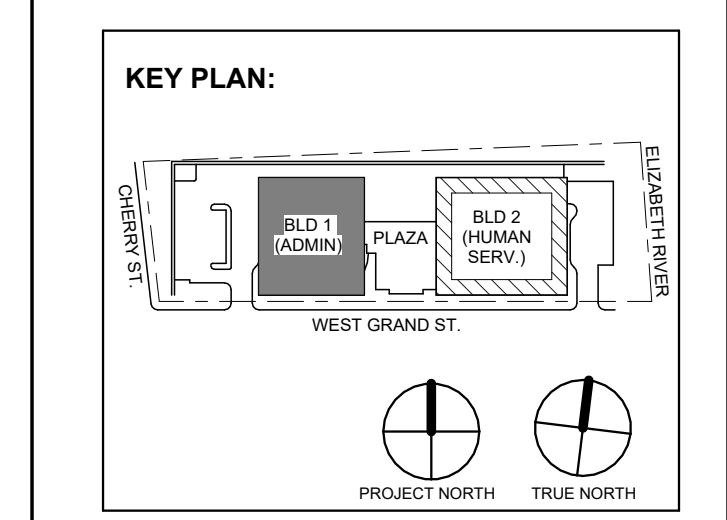 KEY PLAN:
CHERRY ST.
BLD 1
(ADMIN)
PLAZA
BLD 2
(HUMAN
SERV.)
ELIZABETH RIVER
WEST GRAND ST.
PROJECT NORTH
TRUE NORTH